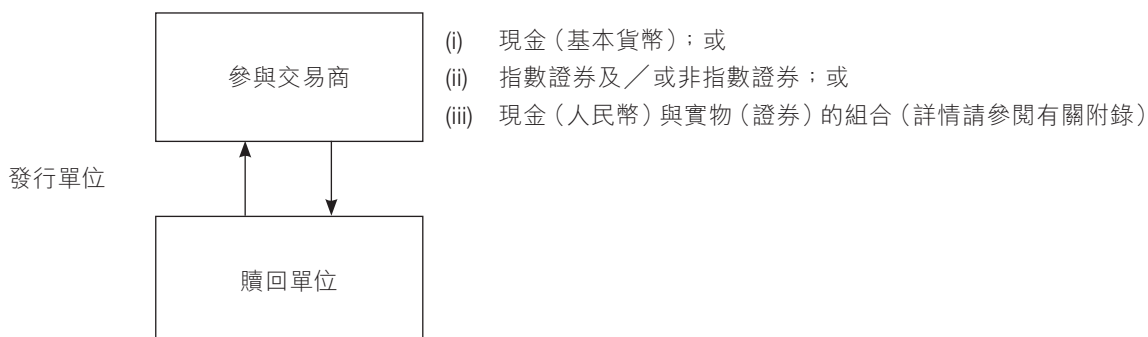 (i) 現金（基本貨幣）；或
參與交易商
(ii) 指數證券及／或非指數證券；或
(iii) 現金（人民幣）與實物（證券）的組合（詳情請參閱有關附錄）
發行單位
贖回單位